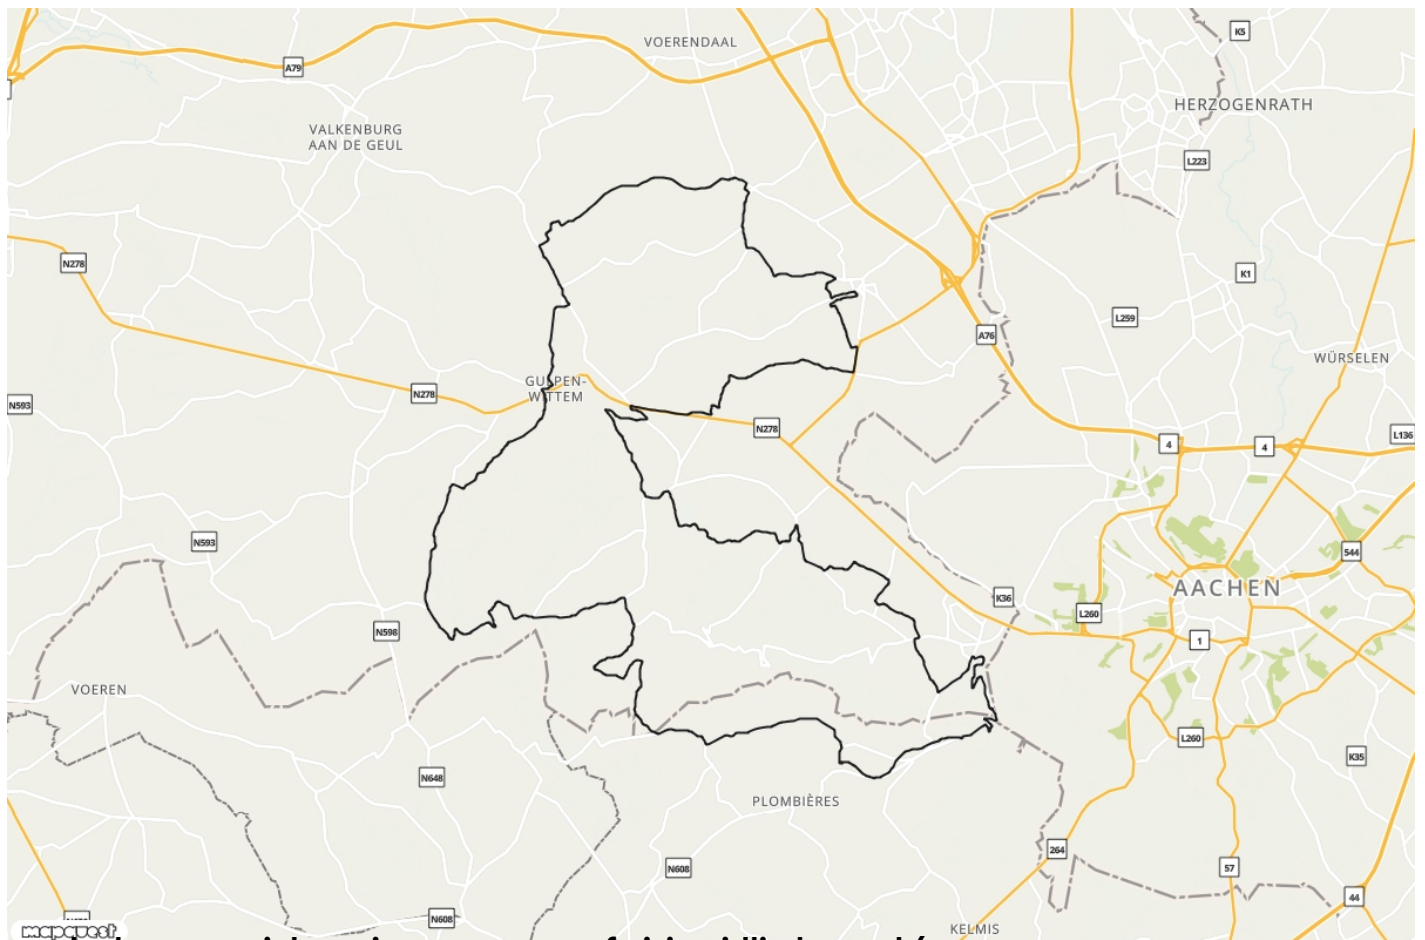 K5
VOERENDAAL
A79
HERZOGENRATH
VALKENBURG
AAN DE GEUL
L223
N278
K1
L259
A76
WÜRSELEN
GULPEN-
WITTEM
N278
N593
N278
L136
4
4
N593
544
AACHEN
K36
L260
N598
1
VOEREN
L260
K35
N648
PLOMBIÈRES
264
N608
57
44
N608
KELMIS
mapquest